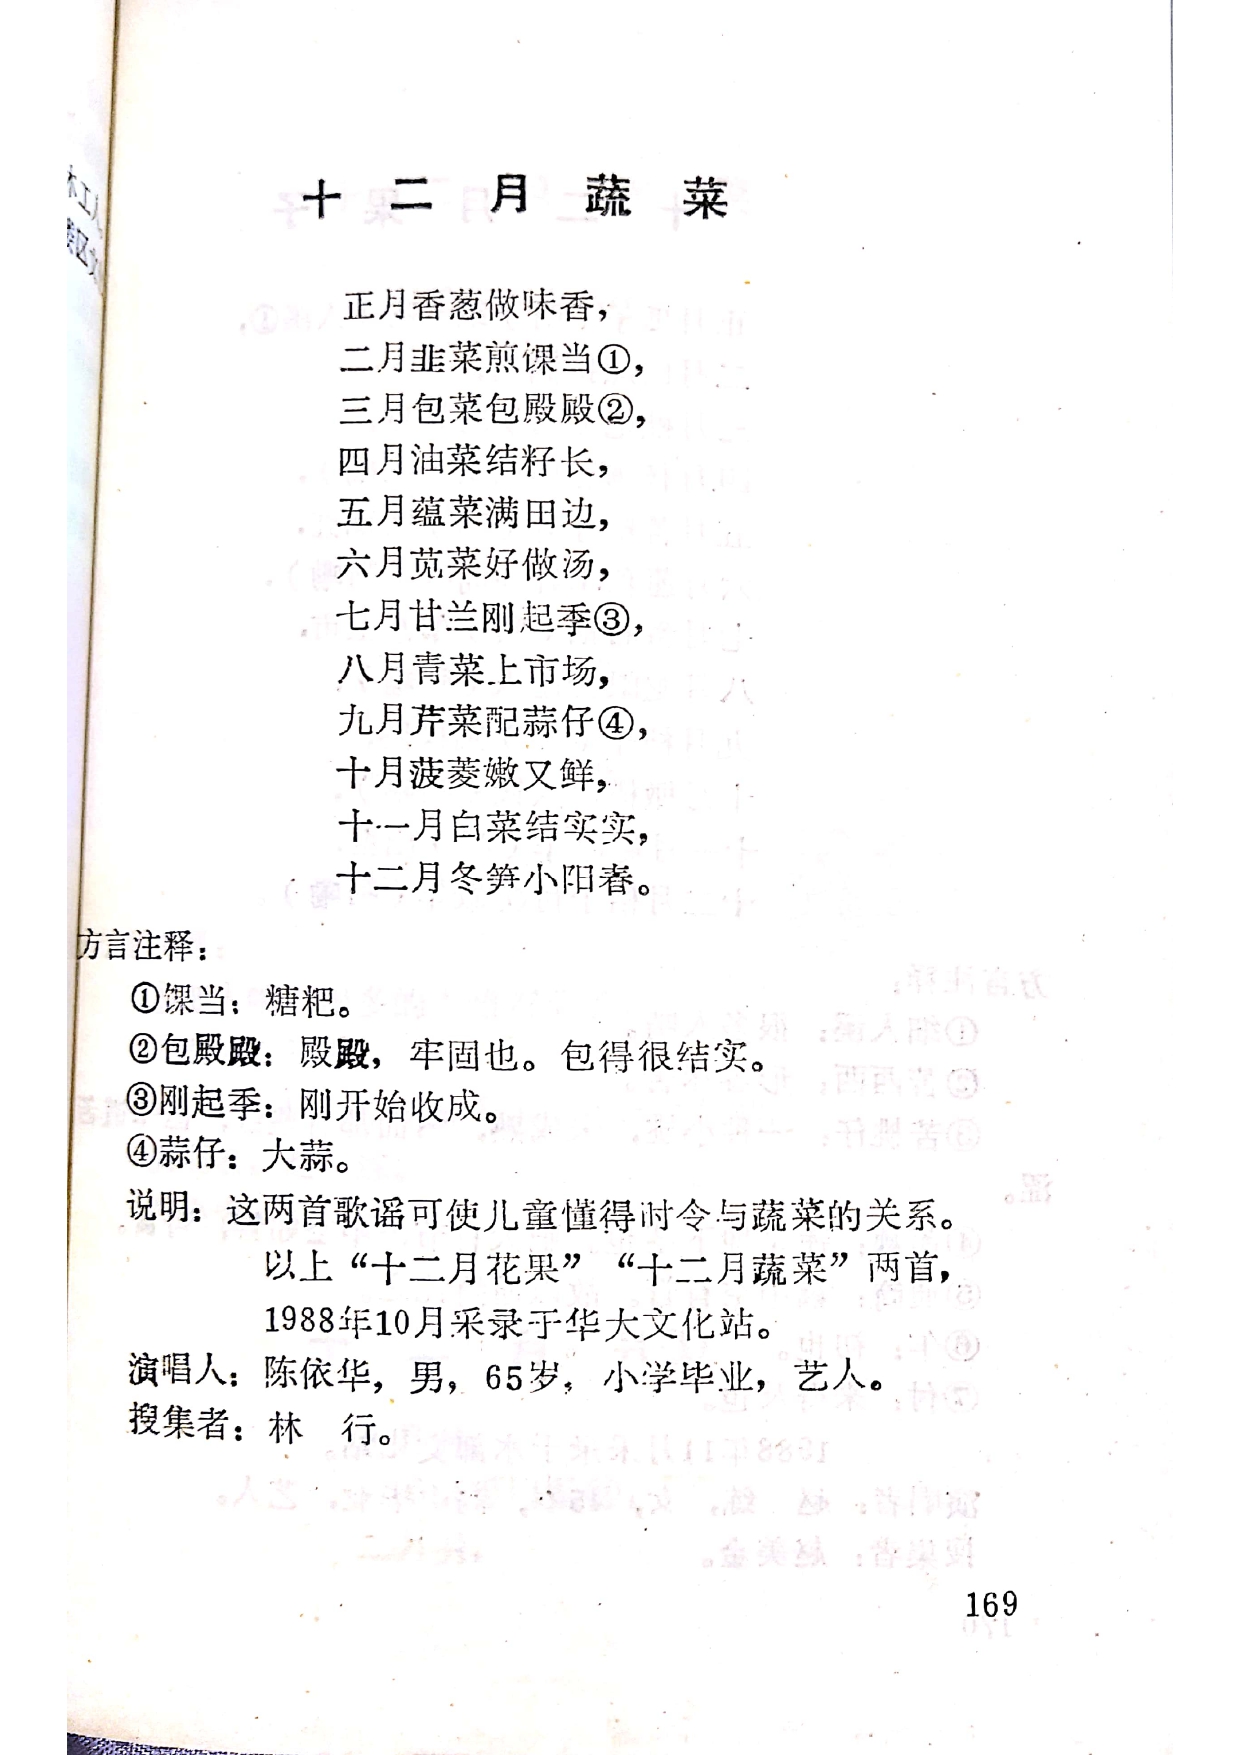 十二月蔬菜
正月香葱做味香，
二月韭菜煎馃当①，
三月包菜包殿殿②，
四月油菜结籽长，
五月蕴菜满田边，
六月苋菜好做汤，
七月甘兰刚起季③，
八月青菜上市场，
九月芹菜配蒜仔④，
十月菠菱嫩又鲜，
十一月白菜结实实，
十二月冬笋小阳春。
方言注释：
①馃当：糖粑。
②包殿殿：殿殿，牢固也。包得很结实。
③刚起季：刚开始收成。
④蒜仔：大蒜。
说明：这两首歌谣可使儿童懂得时令与蔬菜的关系。
以上“十二月花果”“十二月蔬菜”两首，
1988年10月采录于华大文化站。
演唱人：陈依华，男，65岁，小学毕业，艺人。
搜集者：林　行。
169